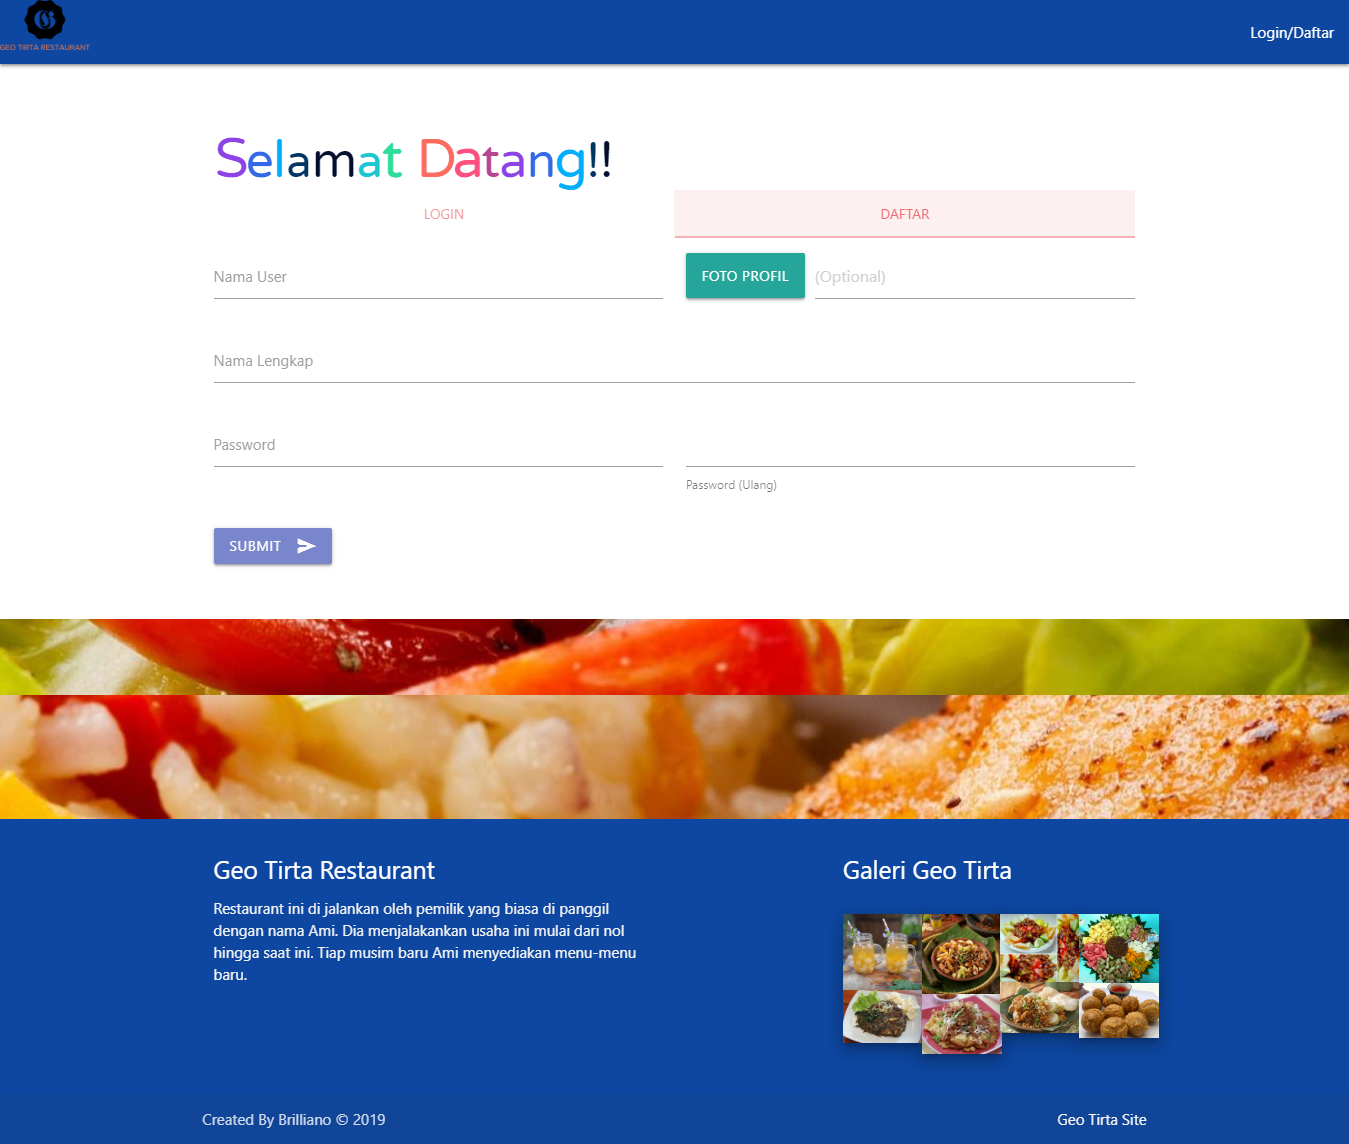 GEO TIRTA RESTAURANT
Login/Daftar
Selamat Datang!!
LOGIN
DAFTAR
Nama User
FOTO PROFIL
(Optional)
Nama Lengkap
Password
Password (Ulang)
SUBMIT
Geo Tirta Restaurant
Restaurant ini di jalankan oleh pemilik yang biasa di panggil
dengan nama Ami. Dia menjalakankan usaha ini mulai dari nol
hingga saat ini. Tiap musim baru Ami menyediakan menu-menu
baru.
Galeri Geo Tirta
Created By Brilliano © 2019
Geo Tirta Site